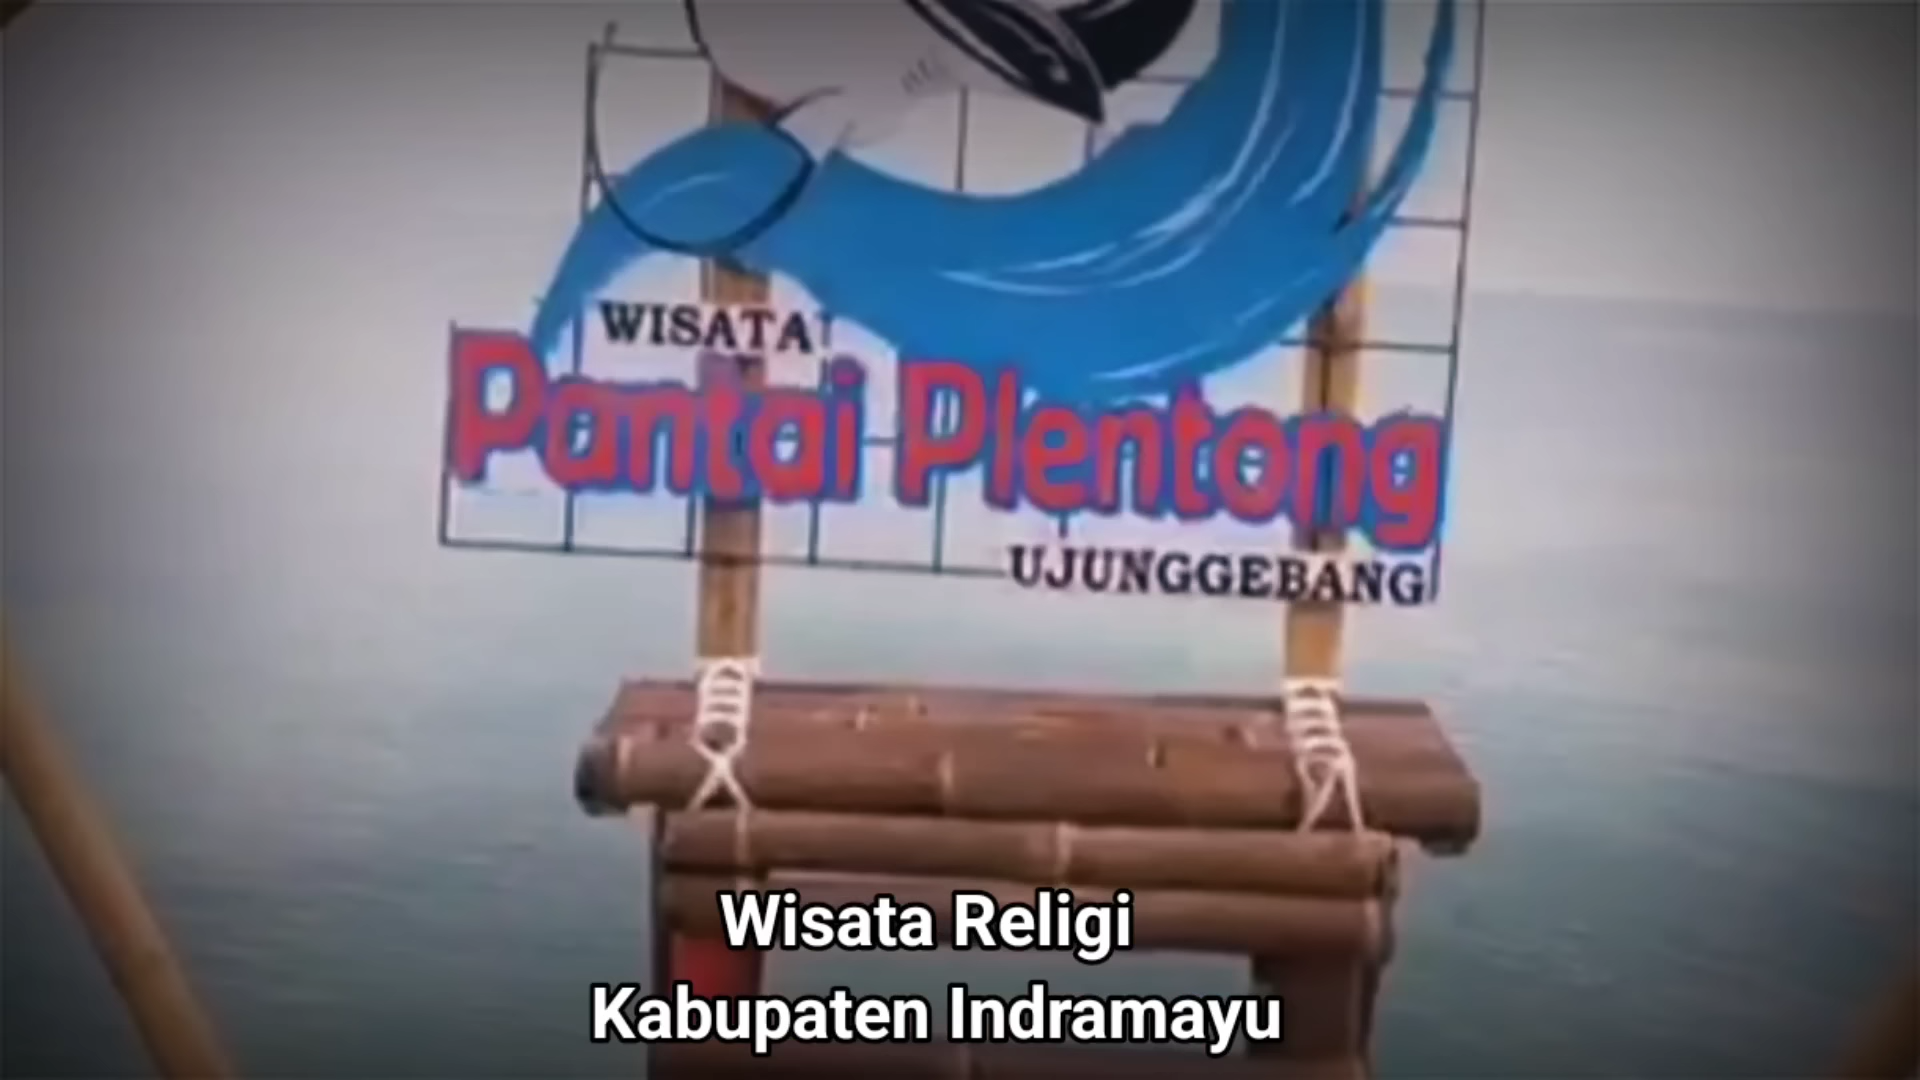 WISATA
Pantai Plentong
UJUNGGEBANG
Wisata Religi
Kabupaten Indramayu